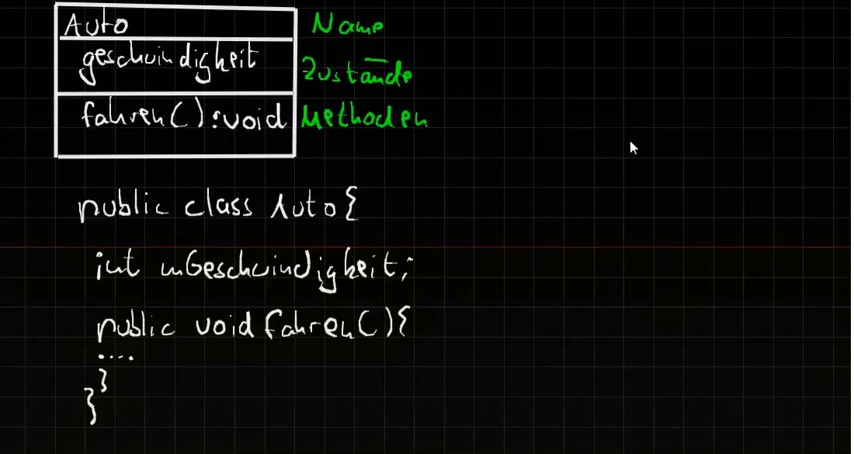 Auto Name
geschwindigkeit Zustände
fahren():void Methoden
public class Auto{
int mGeschwindigkeit;
public void fahren(){
....
}
}